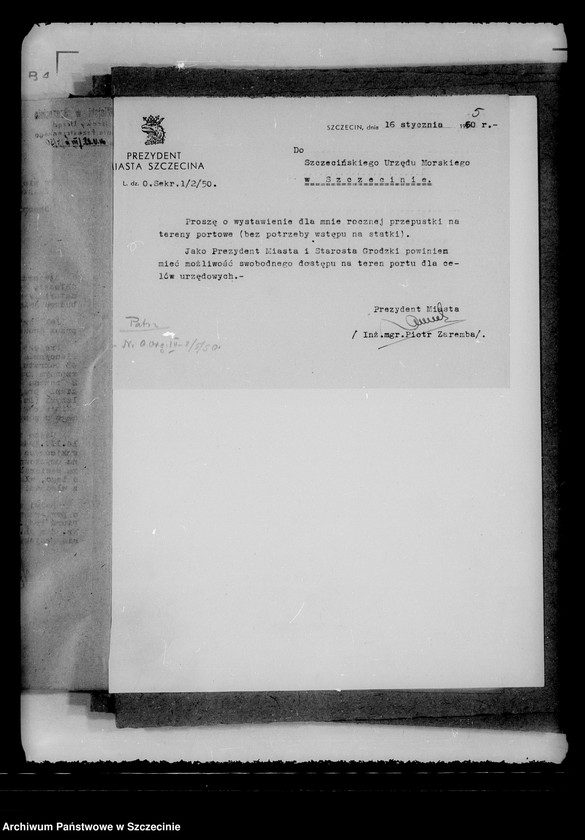 SZCZECIN, dnia 16 stycznia 1950 r.-
PREZYDENT
MIASTA SZCZECINA
L. dz. O.Sekr.1/2/50.
Do
Szczecińskiego Urzędu Morskiego
w Szczecinie.
Proszę o wystawienie dla mnie rocznej przepustki na
tereny portowe (bez potrzeby wstępu na statki).
Jako Prezydent Miasta i Starosta Grodzki powinien
mieć możliwość swobodnego dostępu na teren portu dla ce-
lów urzędowych.-
Prezydent Miasta
/ Inż.mgr.Piotr Zaremba/.
Archiwum Państwowe w Szczecinie